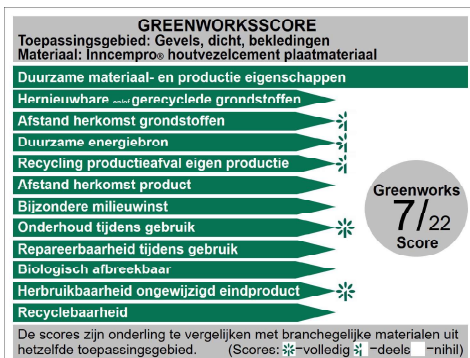 GREENWORKSSCORE
Toepassingsgebied: Gevels, dicht, bekledingen
Materiaal: Inncempro® houtvezelcement plaatmateriaal
Duurzame materiaal- en productie eigenschappen
Hernieuwbare en/of gerecyclede grondstoffen
Afstand herkomst grondstoffen
Duurzame energiebron
Recycling productieafval eigen productie
Afstand herkomst product
Bijzondere milieuwinst
Onderhoud tijdens gebruik
Repareerbaarheid tijdens gebruik
Biologisch afbreekbaar
Herbruikbaarheid ongewijzigd eindproduct
Recyclebaarheid
Greenworks
7/22
Score
De scores zijn onderling te vergelijken met branchegelijke materialen uit
hetzelfde toepassingsgebied. (Scores: =volledig =deels =nihil)